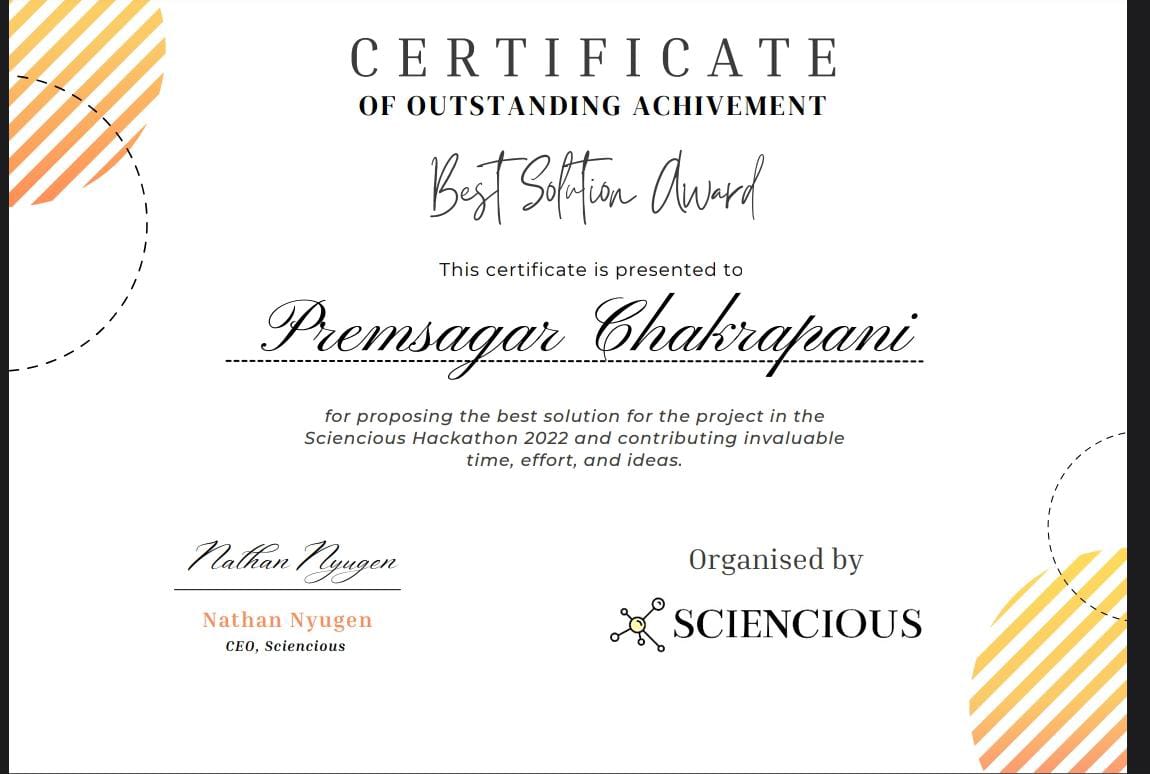 CERTIFICATE
OF OUTSTANDING ACHIVEMENT
Best Solution Award
This certificate is presented to
Premsagar Chakrapani
for proposing the best solution for the project in the
Sciencious Hackathon 2022 and contributing invaluable
time, effort, and ideas.
Nathan Nyugen
Nathan Nyugen
CEO, Sciencious
Organised by
SCIENCIOUS